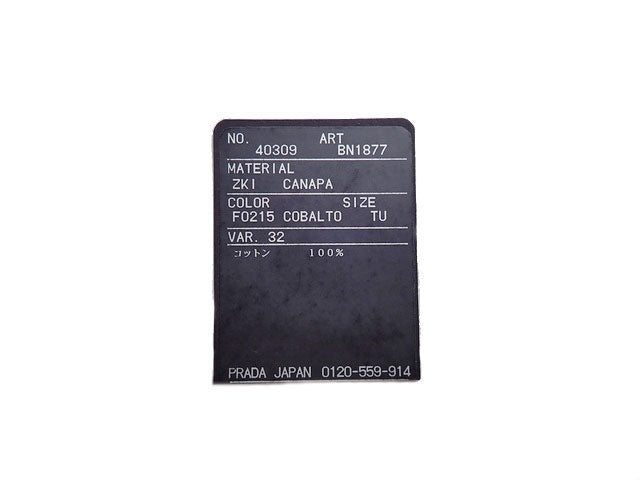 NO. ART
40309 BN1877
MATERIAL
ZKI CANAPA
COLOR SIZE
F0215 COBALTO TU
VAR. 32
コットン 100%
PRADA JAPAN 0120-559-914